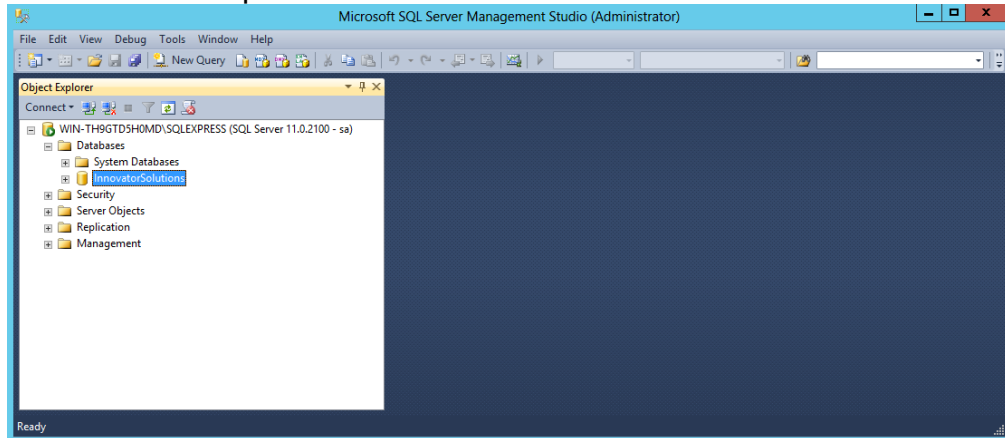 Microsoft SQL Server Management Studio (Administrator)
File Edit View Debug Tools Window Help
New Query
Object Explorer
Connect
WIN-TH9GTD5H0MD\SQLEXPRESS (SQL Server 11.0.2100 - sa)
Databases
System Databases
InnovatorSolutions
Security
Server Objects
Replication
Management
Ready